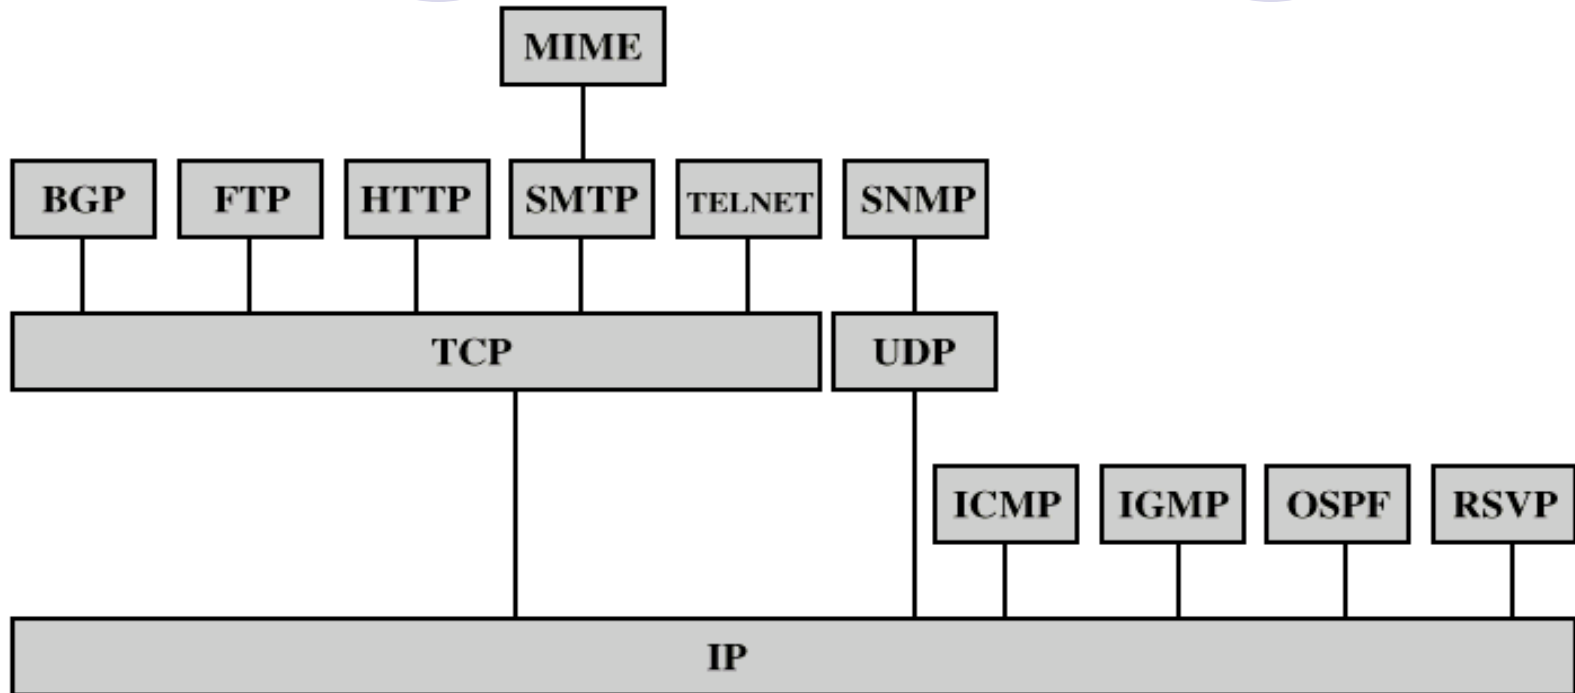 MIME
BGP FTP HTTP SMTP TELNET SNMP
TCP UDP
ICMP IGMP OSPF RSVP
IP